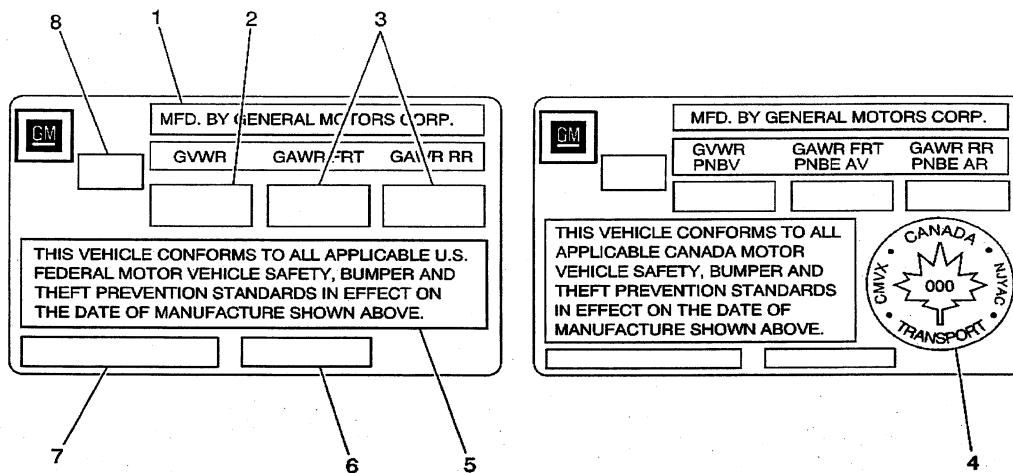 8
1
2
3
GM
MFD. BY GENERAL MOTORS CORP.
GVWR GAWR FRT GAWR RR
THIS VEHICLE CONFORMS TO ALL APPLICABLE U.S.
FEDERAL MOTOR VEHICLE SAFETY, BUMPER AND
THEFT PREVENTION STANDARDS IN EFFECT ON
THE DATE OF MANUFACTURE SHOWN ABOVE.
7
6
5
GM
MFD. BY GENERAL MOTORS CORP.
GVWR GAWR FRT GAWR RR
PNBV PNBE AV PNBE AR
THIS VEHICLE CONFORMS TO ALL
APPLICABLE CANADA MOTOR
VEHICLE SAFETY, BUMPER AND
THEFT PREVENTION STANDARDS
IN EFFECT ON THE DATE OF
MANUFACTURE SHOWN ABOVE.
CANADA
CMVX
000
NJYAC
TRANSPORT
4